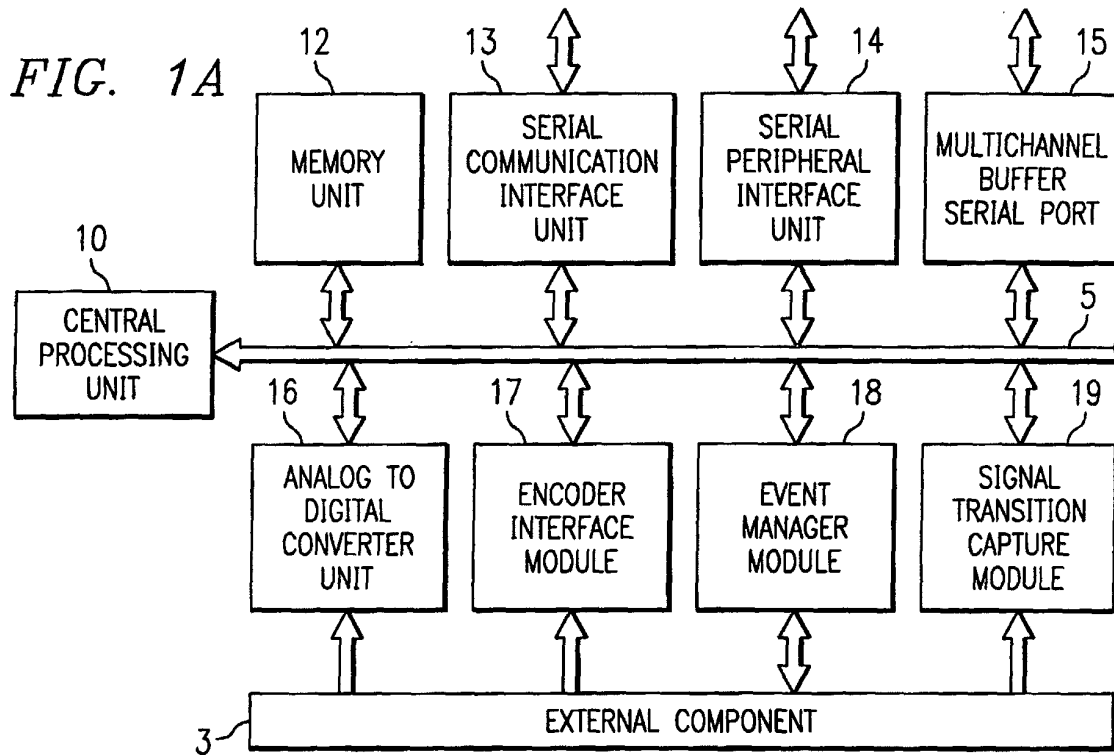 FIG. 1A
12
13
14
15
MEMORY
UNIT
SERIAL
COMMUNICATION
INTERFACE
UNIT
SERIAL
PERIPHERAL
INTERFACE
UNIT
MULTICHANNEL
BUFFER
SERIAL PORT
10
CENTRAL
PROCESSING
UNIT
5
16
17
18
19
ANALOG TO
DIGITAL
CONVERTER
UNIT
ENCODER
INTERFACE
MODULE
EVENT
MANAGER
MODULE
SIGNAL
TRANSITION
CAPTURE
MODULE
3
EXTERNAL COMPONENT